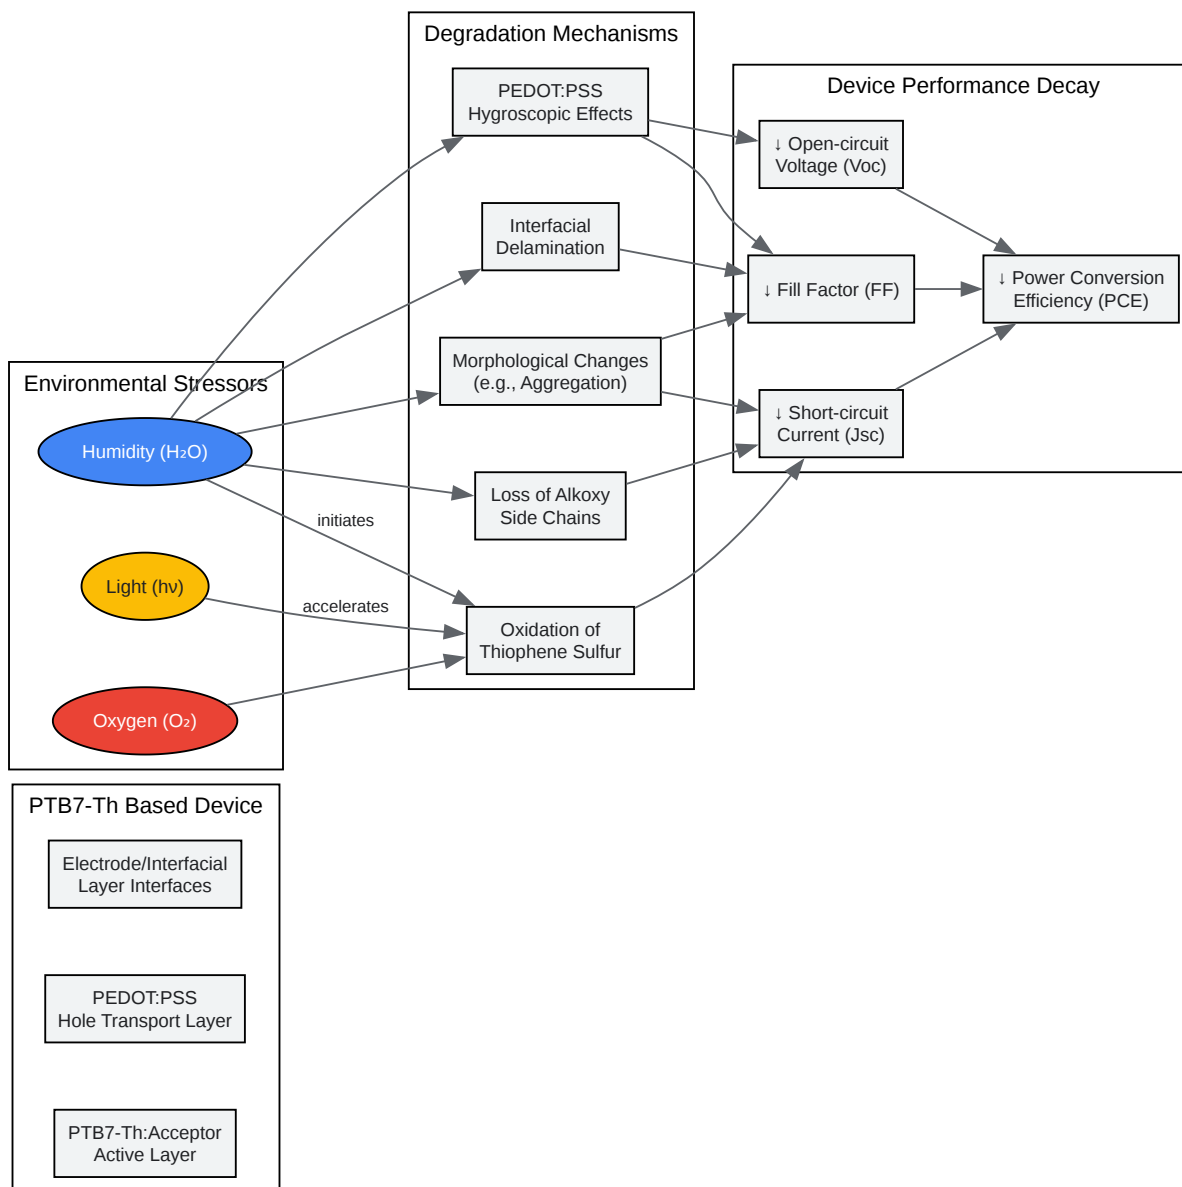 Degradation Mechanisms
PEDOT:PSS
Hygroscopic Effects
Interfacial
Delamination
Morphological Changes
(e.g., Aggregation)
Loss of Alkoxy
Side Chains
Oxidation of
Thiophene Sulfur
Device Performance Decay
↓ Open-circuit
Voltage (Voc)
↓ Fill Factor (FF)
↓ Short-circuit
Current (Jsc)
↓ Power Conversion
Efficiency (PCE)
Environmental Stressors
Humidity (H₂O)
Light (hν)
Oxygen (O₂)
initiates
accelerates
PTB7-Th Based Device
Electrode/Interfacial
Layer Interfaces
PEDOT:PSS
Hole Transport Layer
PTB7-Th:Acceptor
Active Layer